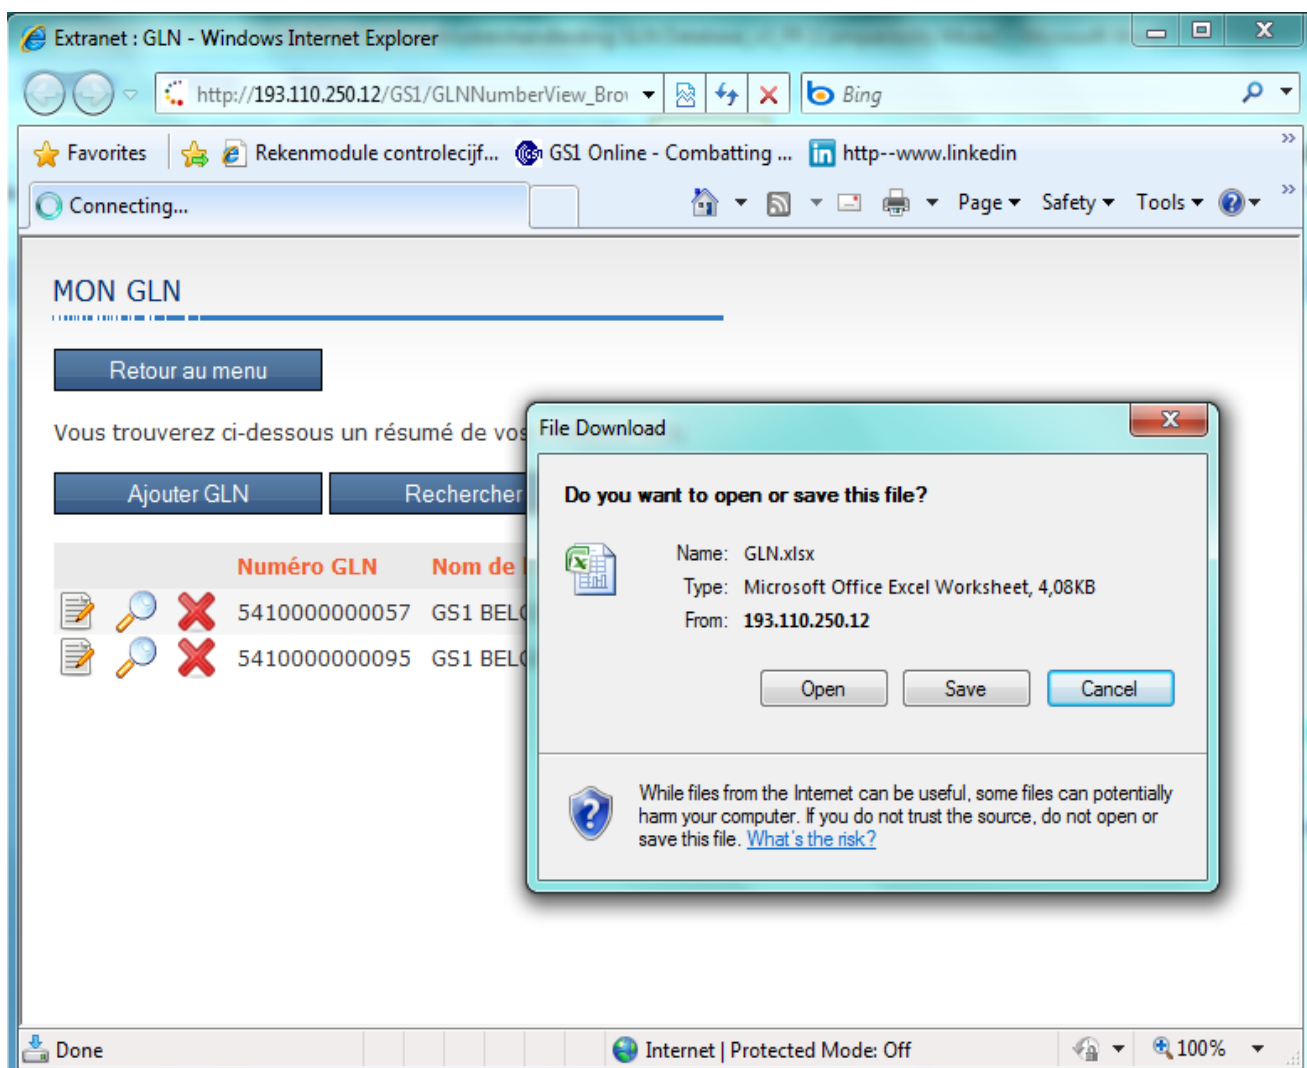 Extranet : GLN - Windows Internet Explorer
http://193.110.250.12/GS1/GLNNumberView_Bro
Bing
Favorites Rekenmodule controlecijf... GS1 Online - Combatting ... http--www.linkedin
Connecting... Page Safety Tools
MON GLN
Retour au menu
Vous trouverez ci-dessous un résumé de vos
Ajouter GLN Rechercher
Numéro GLN Nom de
5410000000057 GS1 BELG
5410000000095 GS1 BELG
File Download
Do you want to open or save this file?
Name: GLN.xlsx
Type: Microsoft Office Excel Worksheet, 4,08KB
From: 193.110.250.12
Open Save Cancel
While files from the Internet can be useful, some files can potentially
harm your computer. If you do not trust the source, do not open or
save this file. What's the risk?
Done Internet | Protected Mode: Off 100%